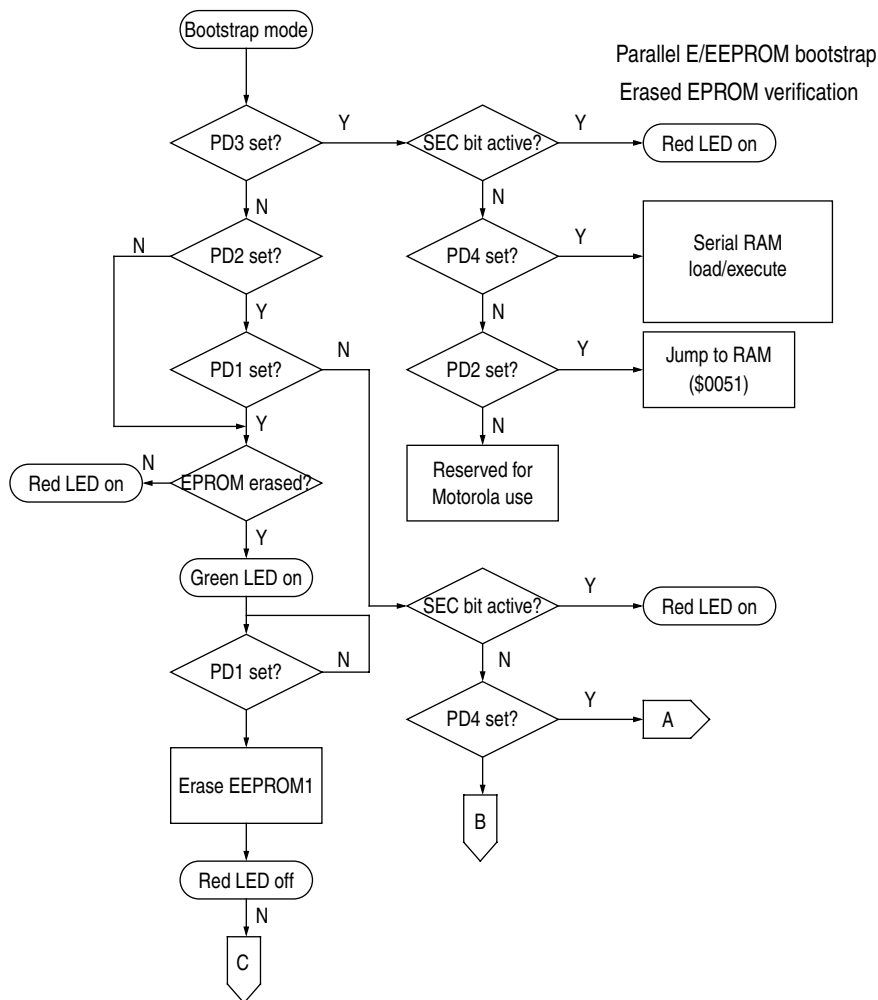 Bootstrap mode
Parallel E/EEPROM bootstrap
Erased EPROM verification
PD3 set?
Y
SEC bit active?
Y
Red LED on
N
N
N
PD2 set?
PD4 set?
Y
Serial RAM
load/execute
Y
N
PD1 set?
N
PD2 set?
Y
Jump to RAM
($0051)
Y
N
Red LED on
N
EPROM erased?
Reserved for
Motorola use
Y
Green LED on
SEC bit active?
Y
Red LED on
PD1 set?
N
N
PD4 set?
Y
A
Erase EEPROM1
B
Red LED off
N
C